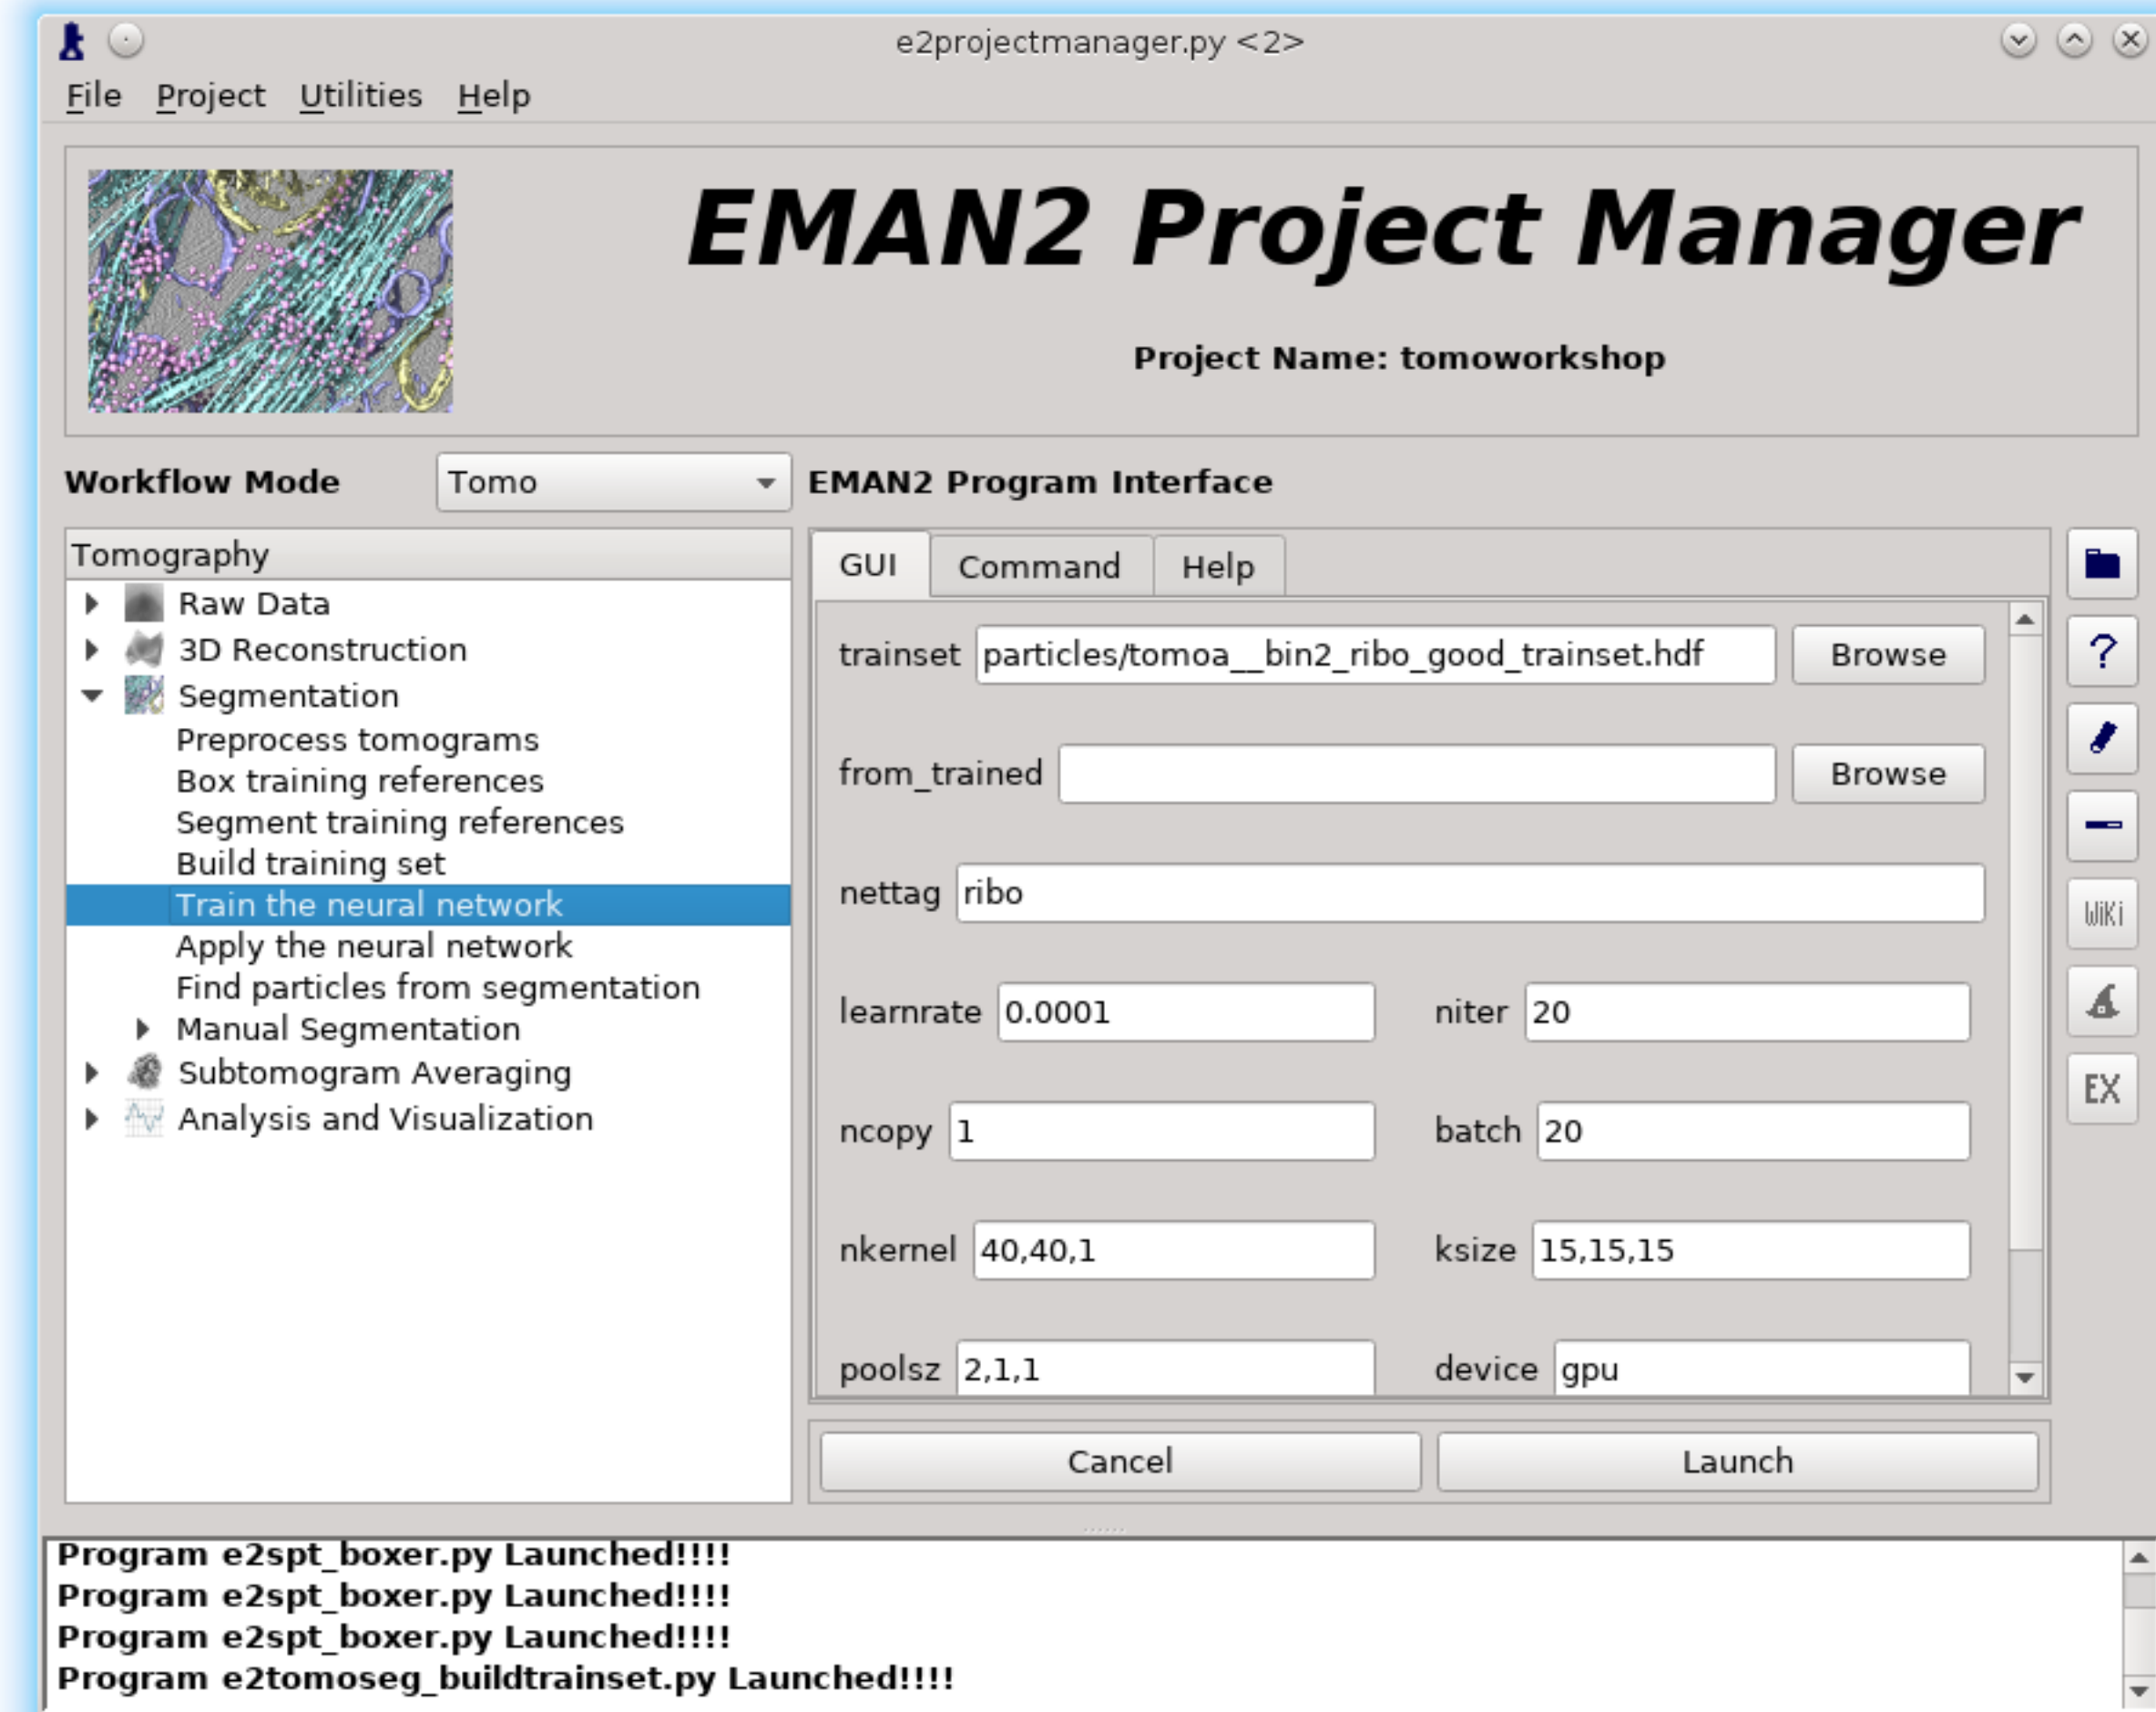 e2projectmanager.py <2>
File Project Utilities Help
EMAN2 Project Manager
Project Name: tomoworkshop
Workflow Mode Tomo EMAN2 Program Interface
Tomography
Raw Data
3D Reconstruction
Segmentation
Preprocess tomograms
Box training references
Segment training references
Build training set
Train the neural network
Apply the neural network
Find particles from segmentation
Manual Segmentation
Subtomogram Averaging
Analysis and Visualization
GUI Command Help
trainset particles/tomoa__bin2_ribo_good_trainset.hdf Browse
from_trained Browse
nettag ribo
learnrate 0.0001 niter 20
ncopy 1 batch 20
nkernel 40,40,1 ksize 15,15,15
poolsz 2,1,1 device gpu
Cancel Launch
?
WiKi
EX
Program e2spt_boxer.py Launched!!!!
Program e2spt_boxer.py Launched!!!!
Program e2spt_boxer.py Launched!!!!
Program e2tomoseg_buildtrainset.py Launched!!!!